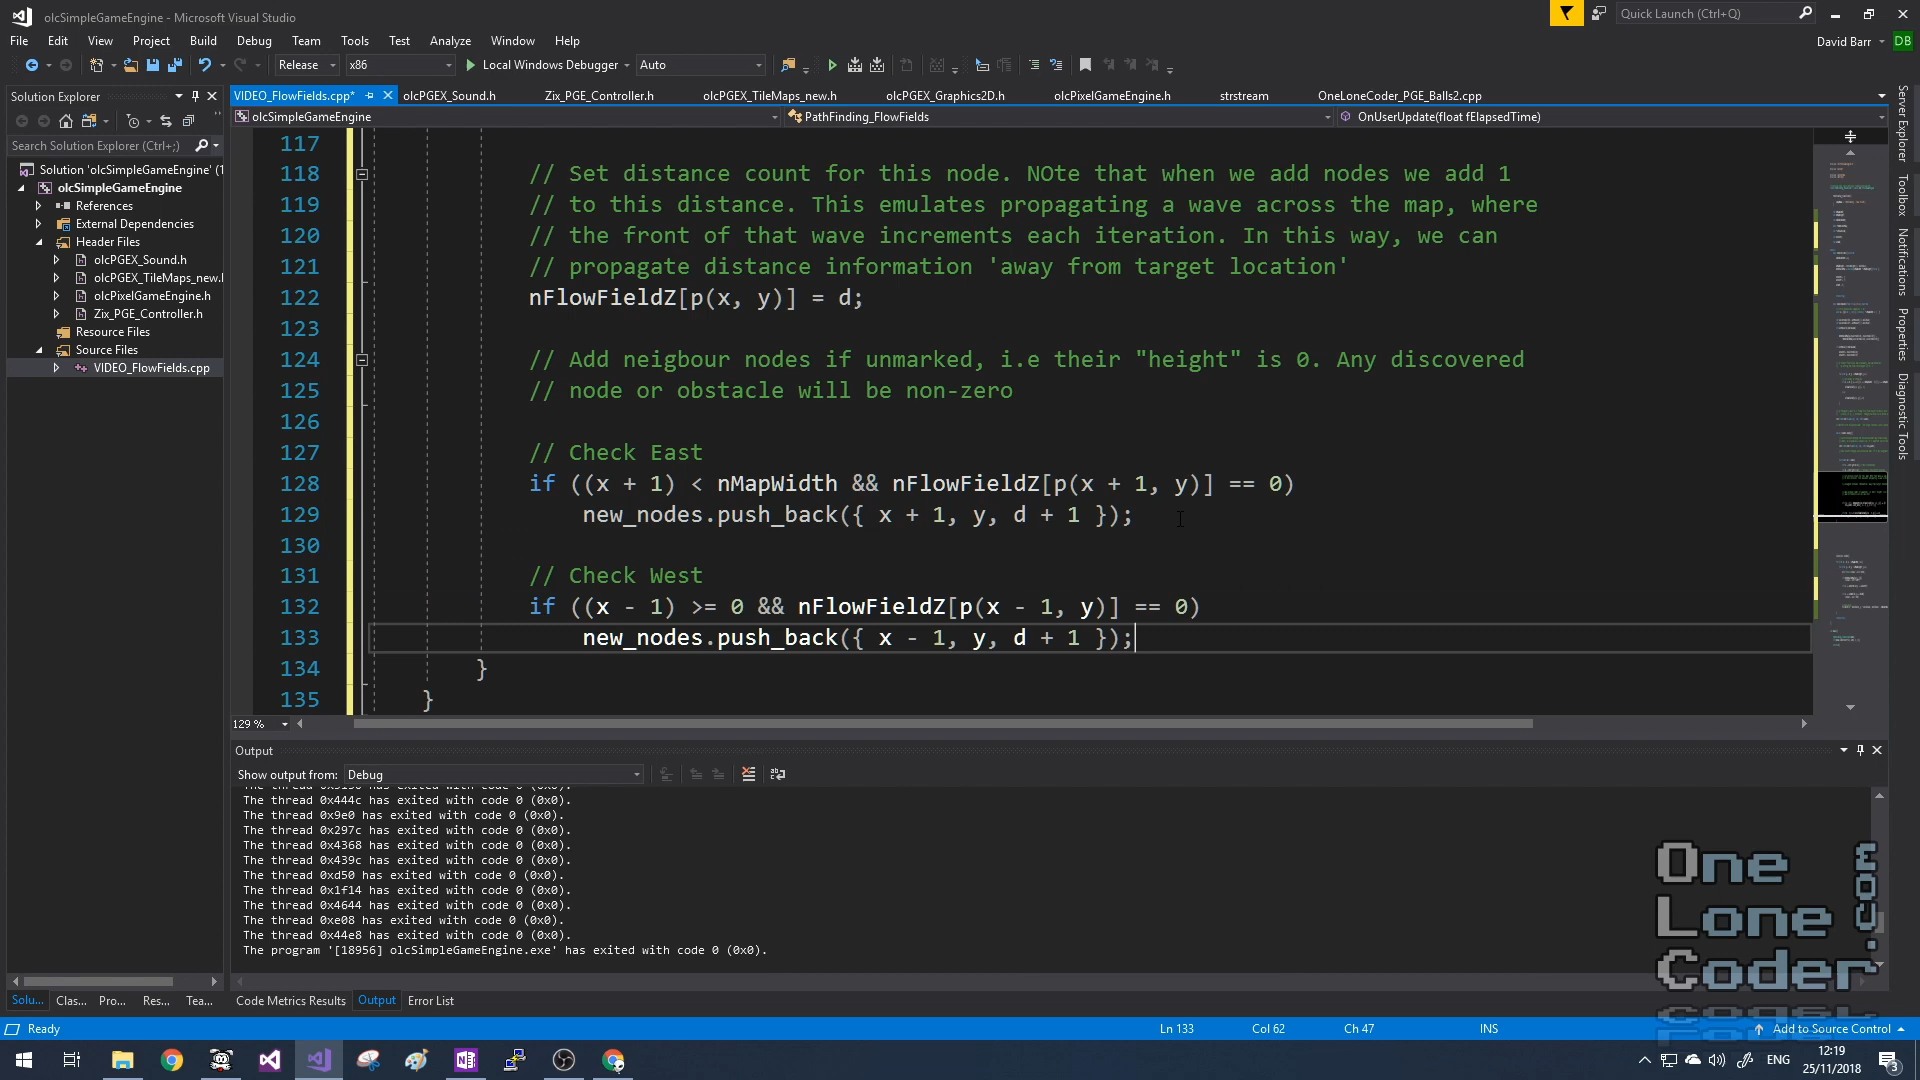 olcSimpleGameEngine - Microsoft Visual Studio
Quick Launch (Ctrl+Q)
File Edit View Project Build Debug Team Tools Test Analyze Window Help
David Barr DB
Release x86 Local Windows Debugger Auto
Solution Explorer
VIDEO_FlowFields.cpp* olcPGEX_Sound.h Zix_PGE_Controller.h olcPGEX_TileMaps_new.h olcPGEX_Graphics2D.h olcPixelGameEngine.h strstream OneLoneCoder_PGE_Balls2.cpp
olcSimpleGameEngine PathFinding_FlowFields OnUserUpdate(float fElapsedTime)
Search Solution Explorer (Ctrl+;)
Solution 'olcSimpleGameEngine' (1
olcSimpleGameEngine
References
External Dependencies
Header Files
olcPGEX_Sound.h
olcPGEX_TileMaps_new.h
olcPixelGameEngine.h
Zix_PGE_Controller.h
Resource Files
Source Files
VIDEO_FlowFields.cpp
117
118 // Set distance count for this node. NOte that when we add nodes we add 1
119 // to this distance. This emulates propagating a wave across the map, where
120 // the front of that wave increments each iteration. In this way, we can
121 // propagate distance information 'away from target location'
122 nFlowFieldZ[p(x, y)] = d;
123
124 // Add neigbour nodes if unmarked, i.e their "height" is 0. Any discovered
125 // node or obstacle will be non-zero
126
127 // Check East
128 if ((x + 1) < nMapWidth && nFlowFieldZ[p(x + 1, y)] == 0)
129 new_nodes.push_back({ x + 1, y, d + 1 });
130
131 // Check West
132 if ((x - 1) >= 0 && nFlowFieldZ[p(x - 1, y)] == 0)
133 new_nodes.push_back({ x - 1, y, d + 1 });
134 }
135 }
129 %
Server Explorer
Toolbox
Notifications
Properties
Diagnostic Tools
Output
Show output from: Debug
The thread 0x444c has exited with code 0 (0x0).
The thread 0x9e0 has exited with code 0 (0x0).
The thread 0x297c has exited with code 0 (0x0).
The thread 0x4368 has exited with code 0 (0x0).
The thread 0x439c has exited with code 0 (0x0).
The thread 0xd50 has exited with code 0 (0x0).
The thread 0x1f14 has exited with code 0 (0x0).
The thread 0x4644 has exited with code 0 (0x0).
The thread 0xe08 has exited with code 0 (0x0).
The thread 0x44e8 has exited with code 0 (0x0).
The program '[18956] olcSimpleGameEngine.exe' has exited with code 0 (0x0).
One
Lone
Coder
.com
Solu... Clas... Pro... Res... Tea... Code Metrics Results Output Error List
Ready Ln 133 Col 62 Ch 47 INS Add to Source Control
ENG 12:19
25/11/2018
3